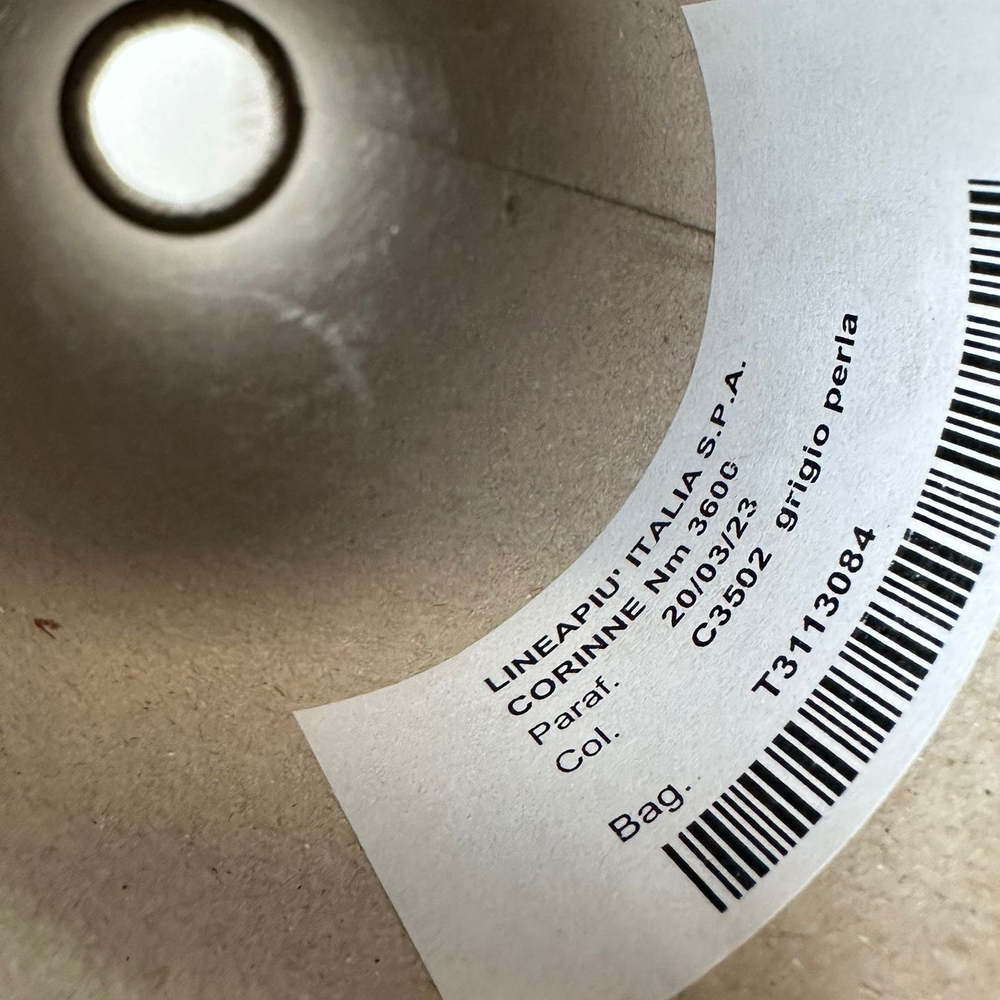 LINEAPIU' ITALIA S.P.A.
CORINNE Nm 3600
Paraf. 20/03/23
Col. C3502 grigio perla
Bag. T3113084